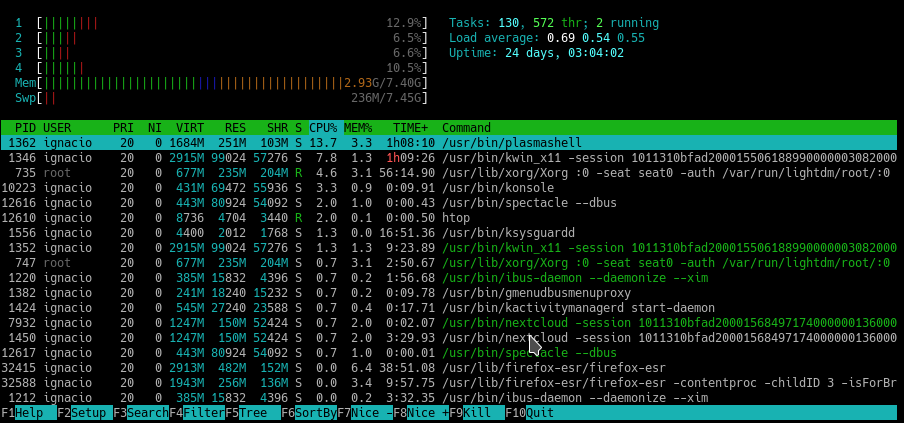 1 [||||||||| 12.9%] Tasks: 130, 572 thr; 2 running
2 [||||| 6.5%] Load average: 0.69 0.54 0.55
3 [|||| 6.6%] Uptime: 24 days, 03:04:02
4 [|||||| 10.5%]
Mem[||||||||||||||||||||||||||||||||||||||||||2.93G/7.40G]
Swp[|| 236M/7.45G]
PID USER PRI NI VIRT RES SHR S CPU% MEM% TIME+ Command
1362 ignacio 20 0 1684M 251M 103M S 13.7 3.3 1h08:10 /usr/bin/plasmashell
1346 ignacio 20 0 2915M 99024 57276 S 7.8 1.3 1h09:26 /usr/bin/kwin_x11 -session 1011310bfad2000155061889900000003082000
735 root 20 0 677M 235M 204M R 4.6 3.1 56:14.90 /usr/lib/xorg/Xorg :0 -seat seat0 -auth /var/run/lightdm/root/:0
10223 ignacio 20 0 431M 69472 55936 S 3.3 0.9 0:09.91 /usr/bin/konsole
12616 ignacio 20 0 443M 80924 54092 S 2.0 1.0 0:00.43 /usr/bin/spectacle --dbus
12610 ignacio 20 0 8736 4704 3440 R 2.0 0.1 0:00.50 htop
1556 ignacio 20 0 4400 2012 1768 S 1.3 0.0 16:51.36 /usr/bin/ksysguardd
1352 ignacio 20 0 2915M 99024 57276 S 1.3 1.3 9:23.89 /usr/bin/kwin_x11 -session 1011310bfad2000155061889900000003082000
747 root 20 0 677M 235M 204M S 0.7 3.1 2:50.67 /usr/lib/xorg/Xorg :0 -seat seat0 -auth /var/run/lightdm/root/:0
1220 ignacio 20 0 385M 15832 4396 S 0.7 0.2 1:56.68 /usr/bin/ibus-daemon --daemonize --xim
1382 ignacio 20 0 241M 18240 15232 S 0.7 0.2 0:09.78 /usr/bin/gmenudbusmenuproxy
1424 ignacio 20 0 545M 27240 23588 S 0.7 0.4 0:17.71 /usr/bin/kactivitymanagerd start-daemon
7932 ignacio 20 0 1247M 150M 52424 S 0.7 2.0 0:02.07 /usr/bin/nextcloud -session 1011310bfad20001568497174000000136000
1450 ignacio 20 0 1247M 150M 52424 S 0.7 2.0 3:29.93 /usr/bin/nextcloud -session 1011310bfad20001568497174000000136000
12617 ignacio 20 0 443M 80924 54092 S 0.7 1.0 0:00.01 /usr/bin/spectacle --dbus
32415 ignacio 20 0 2913M 482M 152M S 0.0 6.4 38:51.08 /usr/lib/firefox-esr/firefox-esr
32588 ignacio 20 0 1943M 256M 136M S 0.0 3.4 9:57.75 /usr/lib/firefox-esr/firefox-esr -contentproc -childID 3 -isForBr
1212 ignacio 20 0 385M 15832 4396 S 0.0 0.2 3:32.35 /usr/bin/ibus-daemon --daemonize --xim
F1Help F2Setup F3SearchF4FilterF5Tree F6SortByF7Nice -F8Nice +F9Kill F10Quit